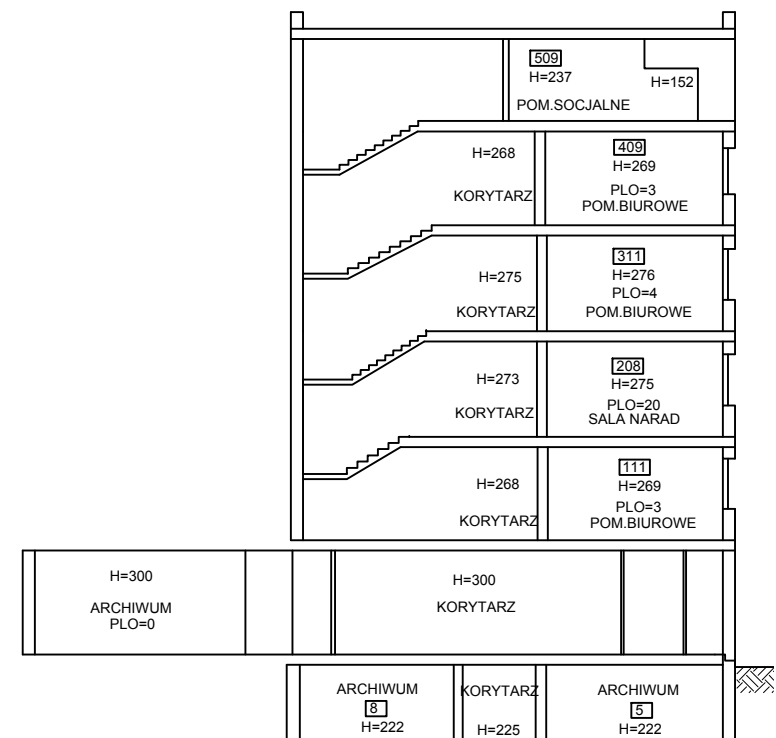 509
H=237
H=152
POM.SOCJALNE
H=268
KORYTARZ
409
H=269
PLO=3
POM.BIUROWE
H=275
KORYTARZ
311
H=276
PLO=4
POM.BIUROWE
H=273
KORYTARZ
208
H=275
PLO=20
SALA NARAD
H=268
KORYTARZ
111
H=269
PLO=3
POM.BIUROWE
H=300
ARCHIWUM
PLO=0
H=300
KORYTARZ
ARCHIWUM
8
H=222
KORYTARZ
H=225
ARCHIWUM
5
H=222